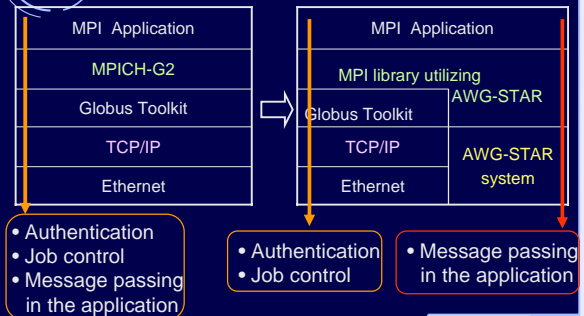 MPI Application
MPICH-G2
Globus Toolkit
TCP/IP
Ethernet
MPI Application
MPI library utilizing
AWG-STAR
Globus Toolkit
TCP/IP
Ethernet
AWG-STAR
system
• Authentication
• Job control
• Message passing
in the application
• Authentication
• Job control
• Message passing
in the application